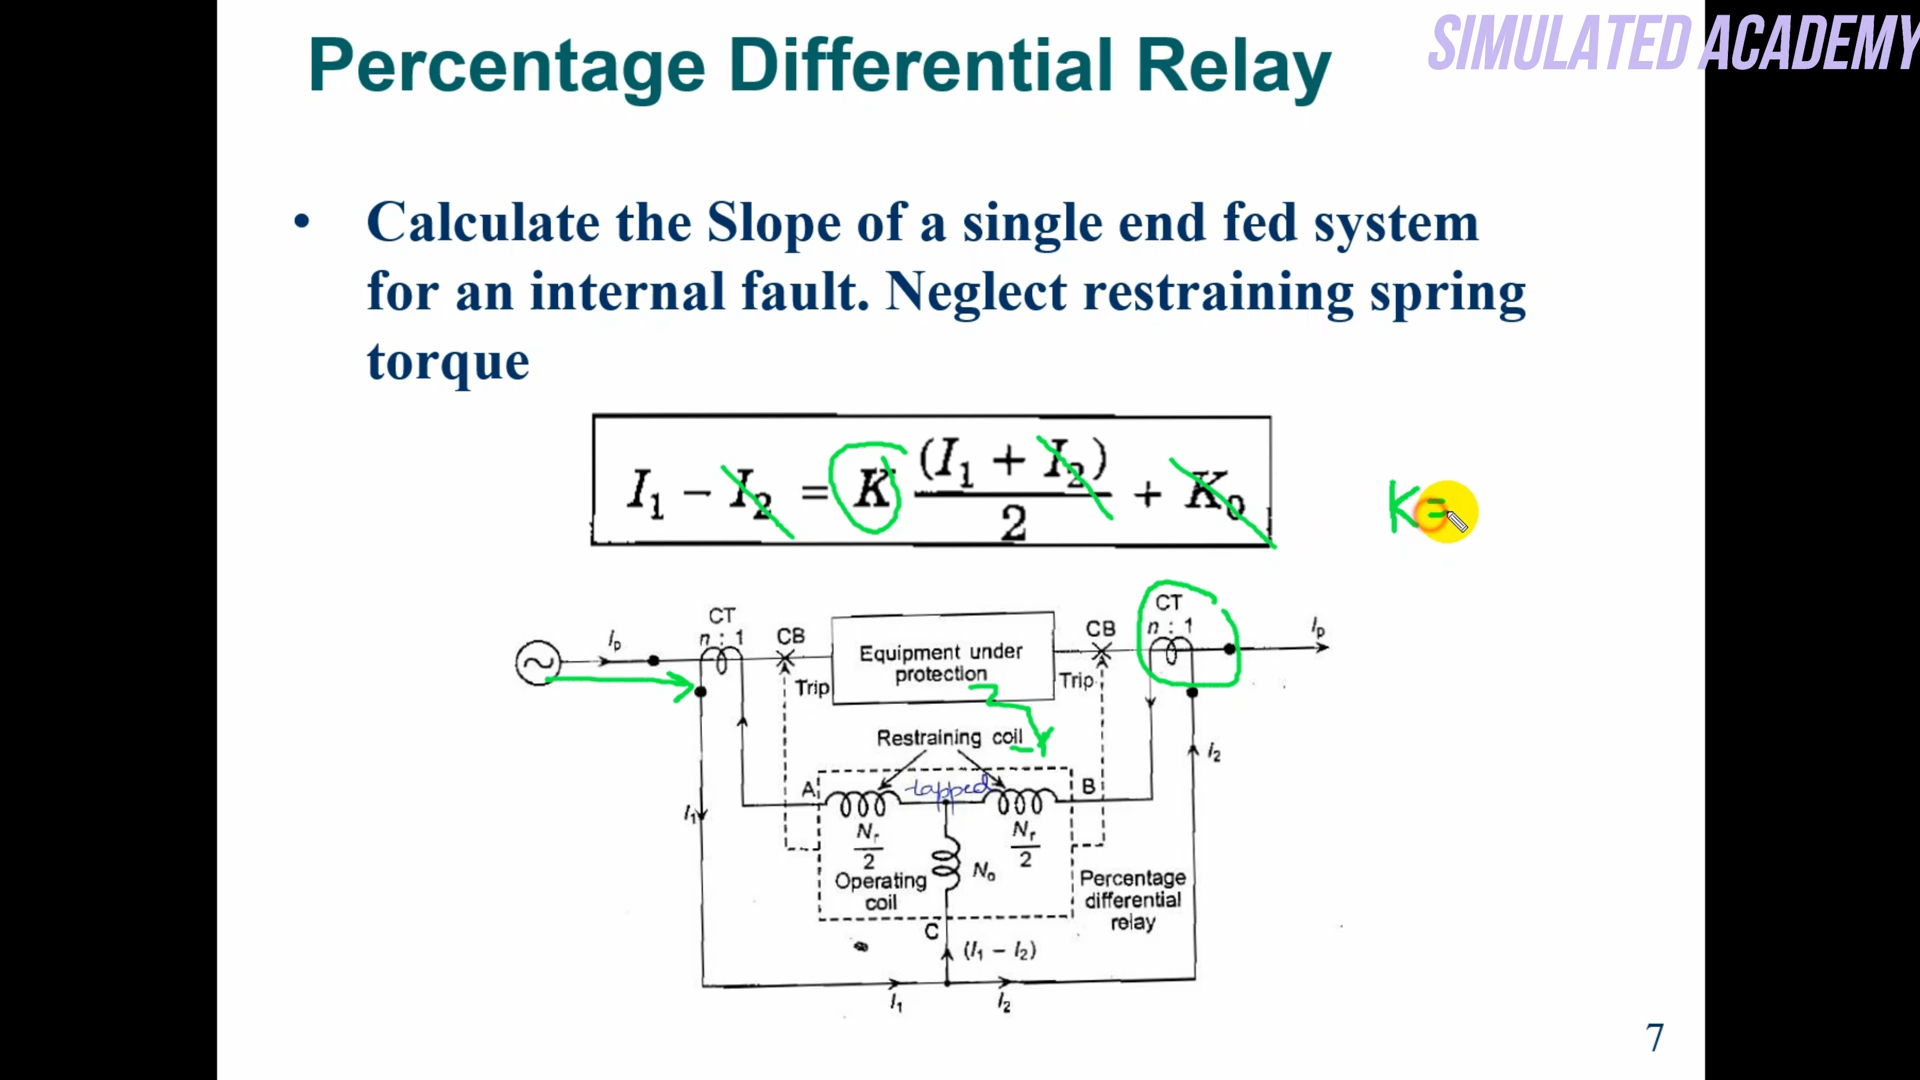 SIMULATED ACADEMY
Percentage Differential Relay
• Calculate the Slope of a single end fed system
for an internal fault. Neglect restraining spring
torque
I₁ − I₂ = K (I₁ + I₂) / 2 + K₀
K=
CT
n : 1
CB
Iₚ
Equipment under
protection
Trip
CB
Trip
CT
n : 1
Iₚ
Restraining coil
A
tapped
B
I₁
I₂
Nᵣ
2
Nᵣ
2
Operating
coil
N₀
Percentage
differential
relay
C
(I₁ − I₂)
I₁
I₂
7